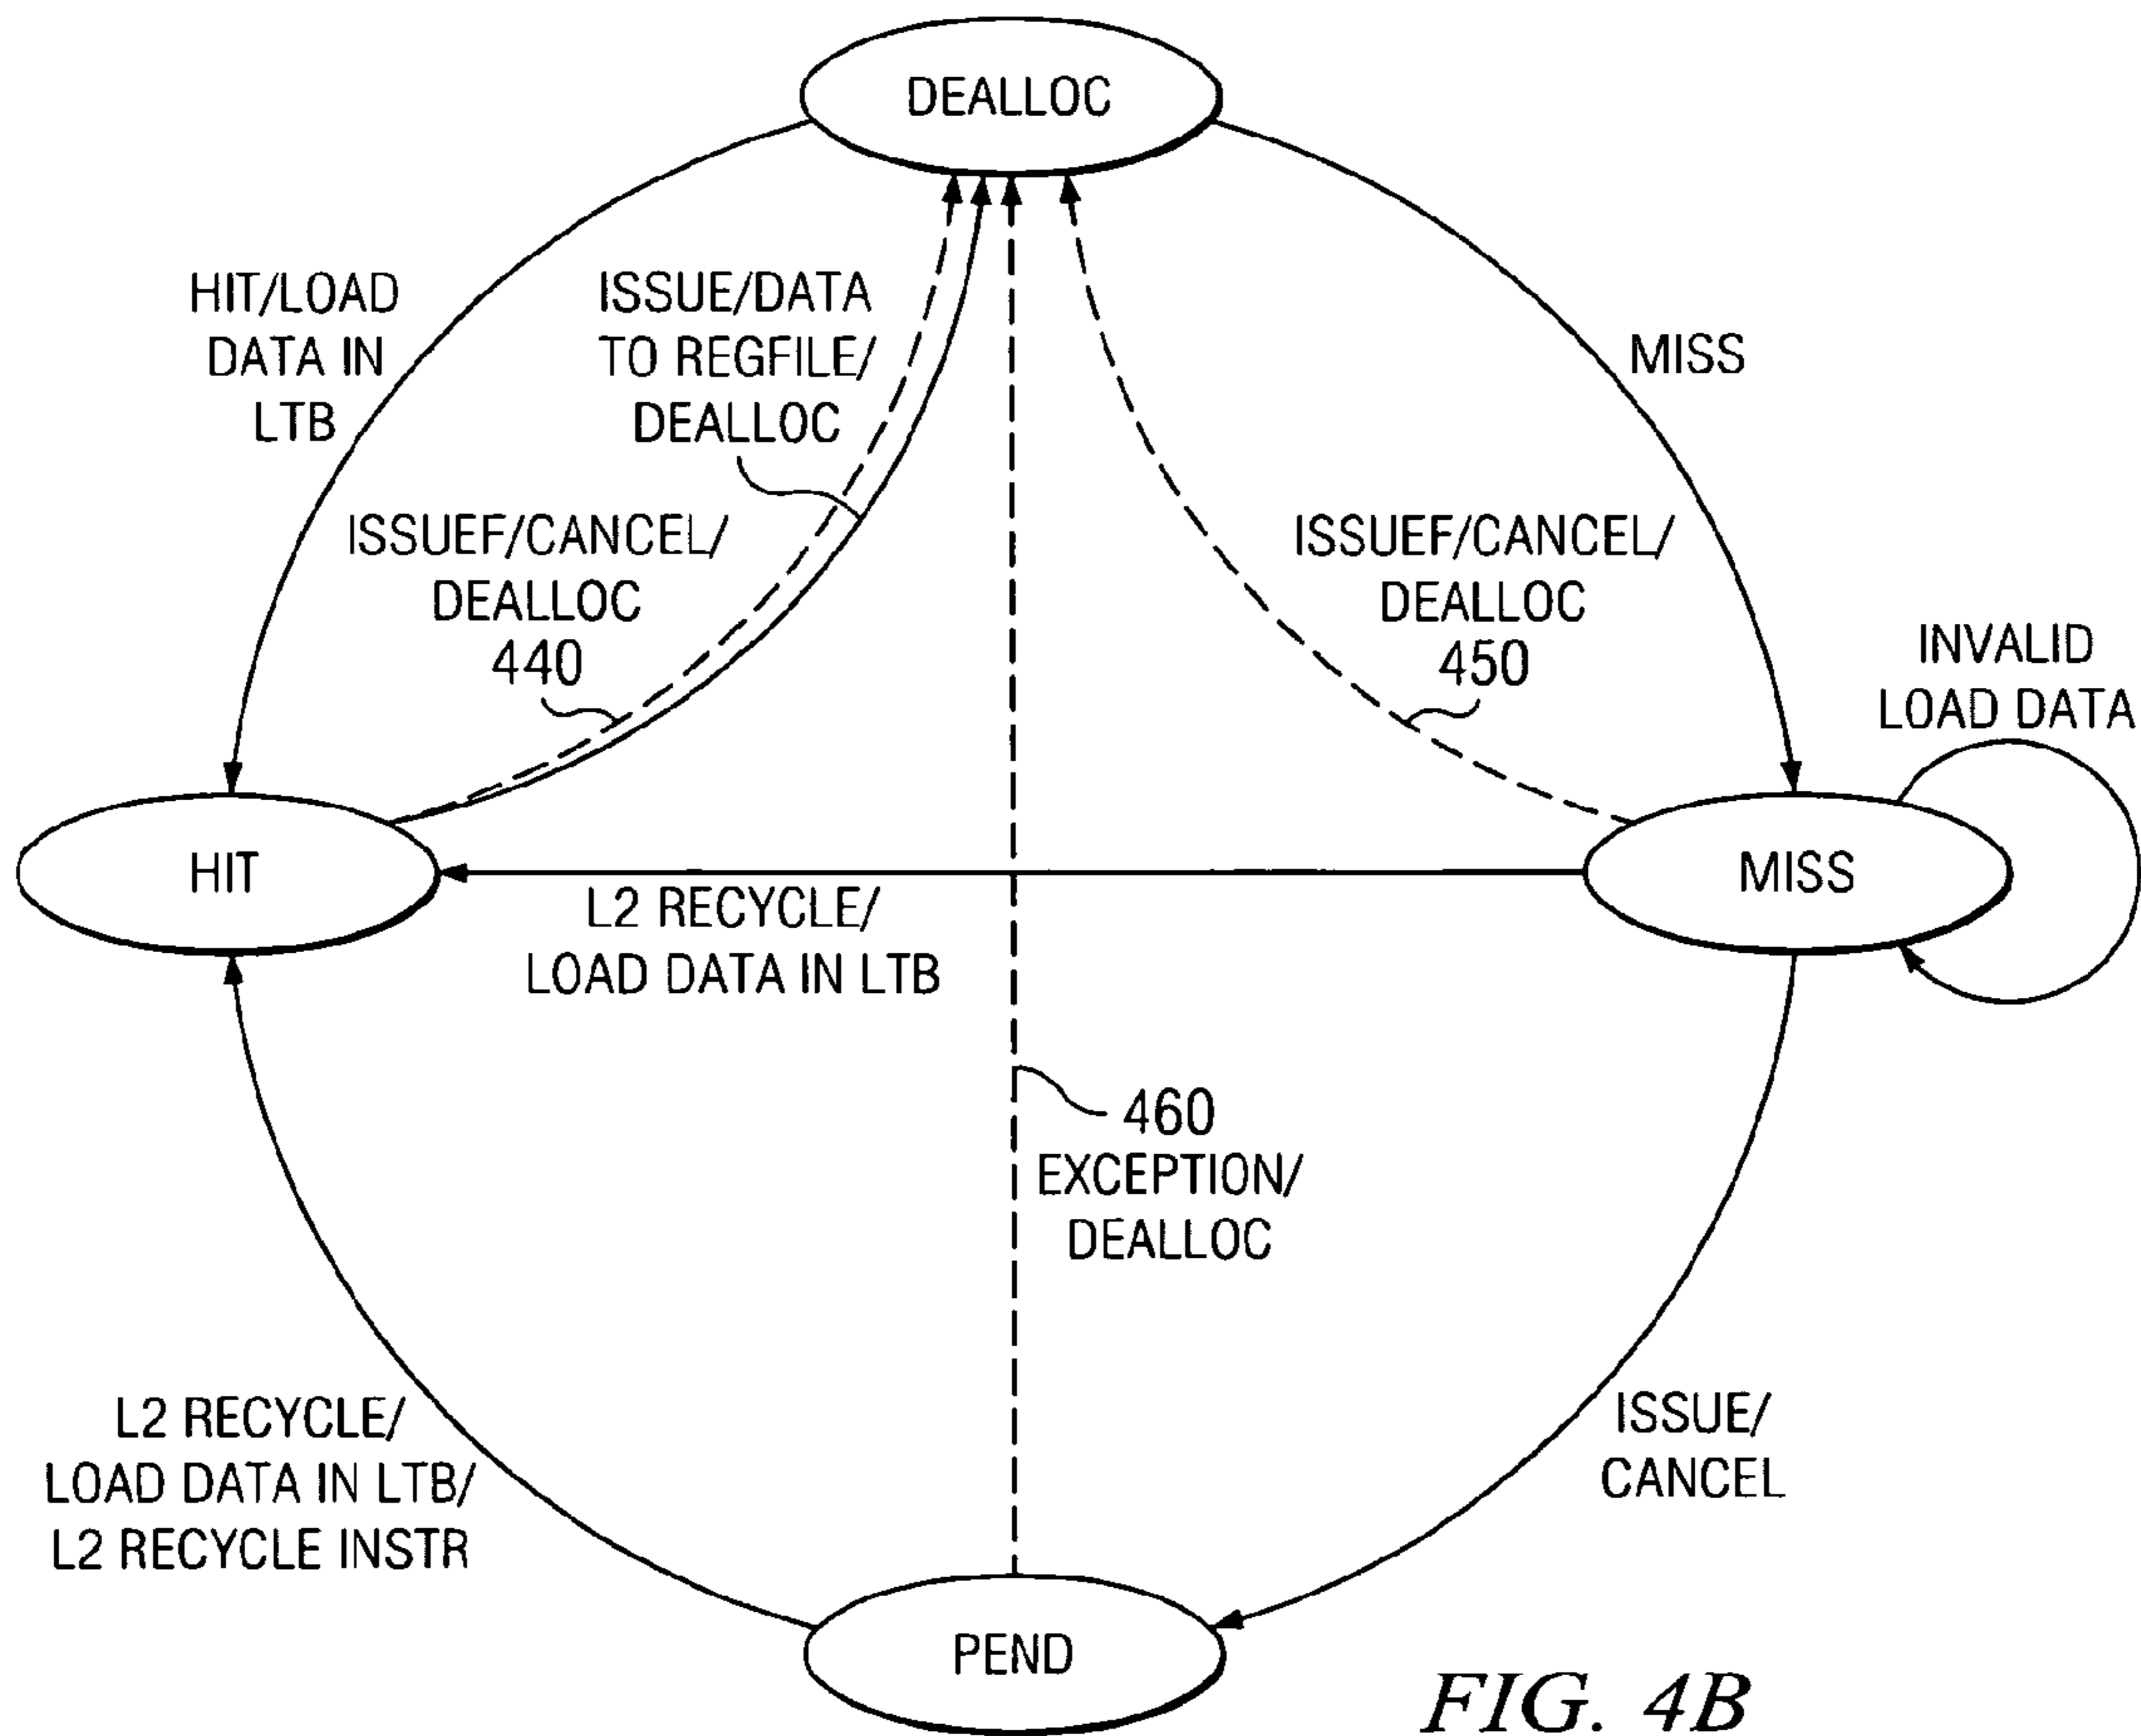 DEALLOC
HIT/LOAD
DATA IN
LTB
ISSUE/DATA
TO REGFILE/
DEALLOC
MISS
ISSUEF/CANCEL/
DEALLOC
440
ISSUEF/CANCEL/
DEALLOC
450
INVALID
LOAD DATA
HIT
MISS
L2 RECYCLE/
LOAD DATA IN LTB
460
EXCEPTION/
DEALLOC
L2 RECYCLE/
LOAD DATA IN LTB/
L2 RECYCLE INSTR
ISSUE/
CANCEL
PEND
FIG. 4B